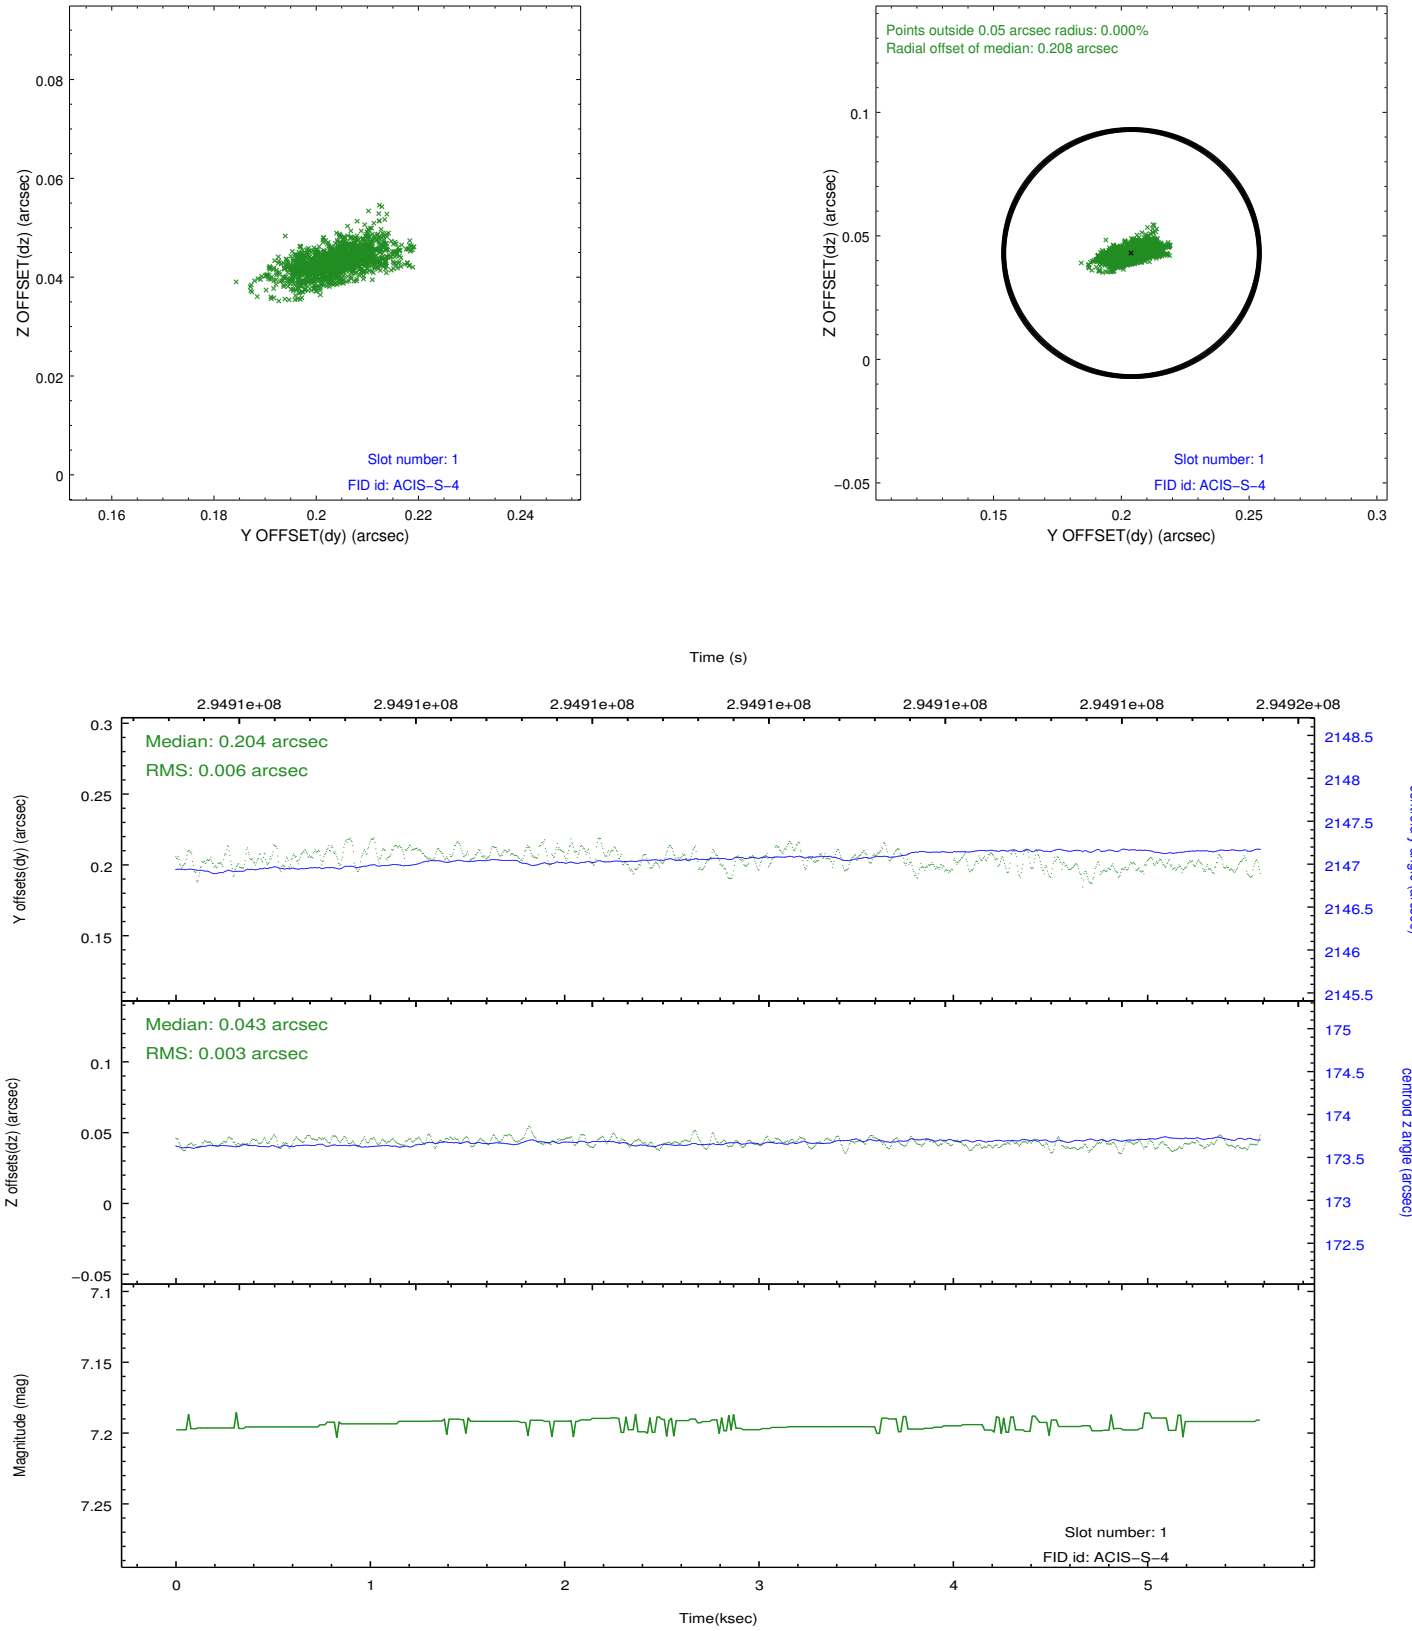 0.08
0.06
0.04
0.02
0
Z OFFSET(dz) (arcsec)
Slot number: 1
FID id: ACIS−S−4
0.16
0.18
0.2
0.22
0.24
Y OFFSET(dy) (arcsec)
Points outside 0.05 arcsec radius: 0.000%
Radial offset of median: 0.208 arcsec
0.1
0.05
0
−0.05
Z OFFSET(dz) (arcsec)
Slot number: 1
FID id: ACIS−S−4
0.15
0.2
0.25
0.3
Y OFFSET(dy) (arcsec)
Time (s)
2.9491e+08
2.9491e+08
2.9491e+08
2.9491e+08
2.9491e+08
2.9491e+08
2.9492e+08
0.3
0.25
0.2
0.15
Y offsets(dy) (arcsec)
Median: 0.204 arcsec
RMS: 0.006 arcsec
2148.5
2148
2147.5
2147
2146.5
2146
2145.5
0.1
0.05
0
−0.05
Z offsets(dz) (arcsec)
Median: 0.043 arcsec
RMS: 0.003 arcsec
175
174.5
174
173.5
173
172.5
centroid z angle (arcsec)
7.1
7.15
7.2
7.25
Magnitude (mag)
Slot number: 1
FID id: ACIS−S−4
0
1
2
3
4
5
Time(ksec)